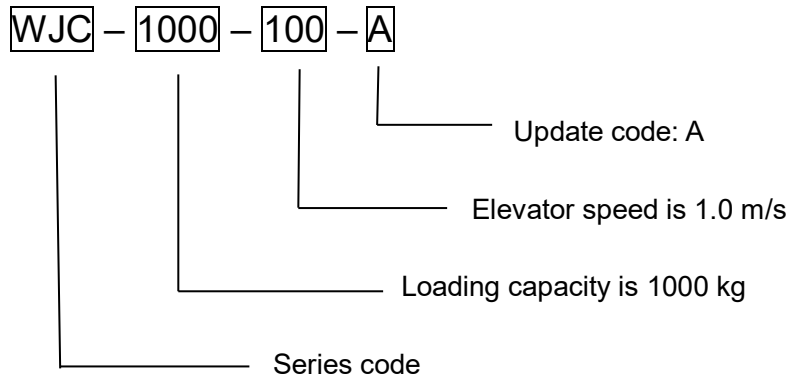 WJC – 1000 – 100 – A
Update code: A
Elevator speed is 1.0 m/s
Loading capacity is 1000 kg
Series code